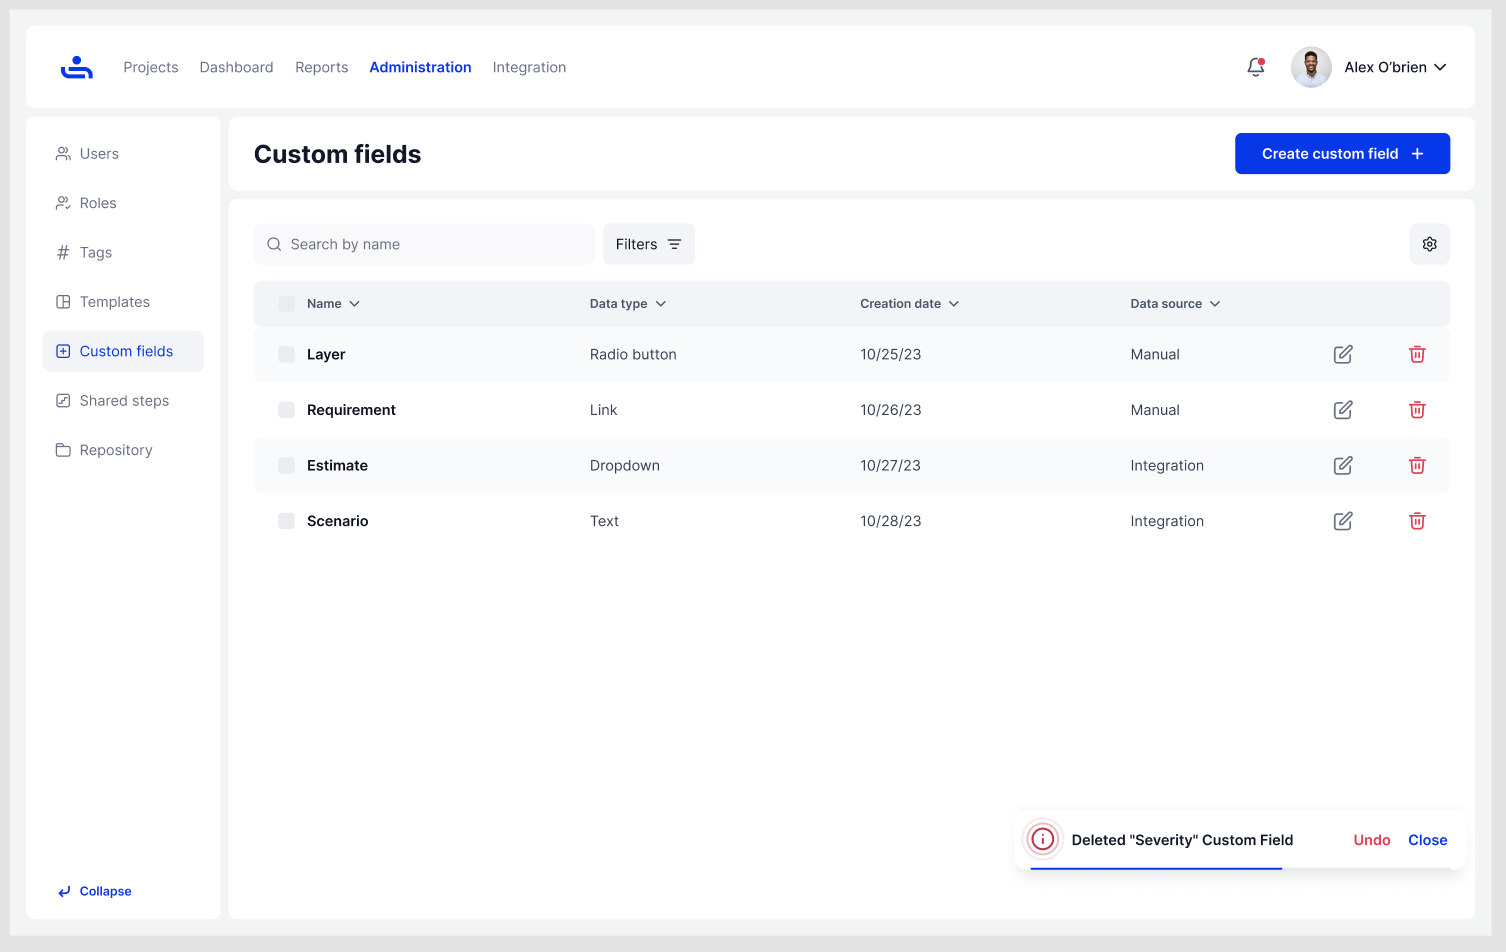 Projects Dashboard Reports Administration Integration Alex O’brien
Users
Roles
Tags
Templates
Custom fields
Shared steps
Repository
Collapse
Custom fields
Create custom field
Search by name Filters
Name Data type Creation date Data source
Layer Radio button 10/25/23 Manual
Requirement Link 10/26/23 Manual
Estimate Dropdown 10/27/23 Integration
Scenario Text 10/28/23 Integration
Deleted "Severity" Custom Field Undo Close